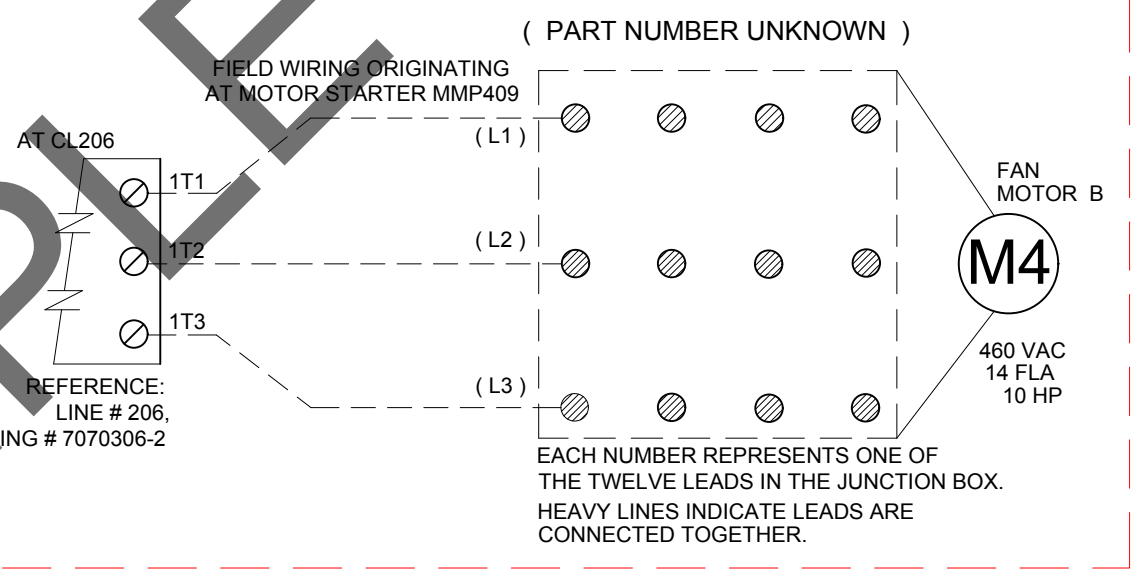 ( PART NUMBER UNKNOWN )
FIELD WIRING ORIGINATING
AT MOTOR STARTER MMP409
AT CL206
( L1 )
1T1
FAN
MOTOR B
( L2 )
1T2
M4
1T3
460 VAC
14 FLA
10 HP
( L3 )
REFERENCE:
LINE # 206,
ING # 7070306-2
EACH NUMBER REPRESENTS ONE OF
THE TWELVE LEADS IN THE JUNCTION BOX.
HEAVY LINES INDICATE LEADS ARE
CONNECTED TOGETHER.